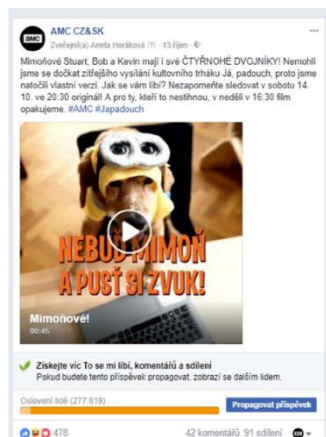 amc
AMC CZ&SK
Zveřejnil(a) Aneta Horáková [?] · 13 říjen ·
Mimoňové Stuart, Bob a Kevin mají i své ČTYŘNOHÉ DVOJNÍKY! Nemohli
jsme se dočkat zítřejšího vysílání kultovního trháku Já, padouch, proto jsme
natočili vlastní verzi. Jak se vám líbí? Nezapomeňte sledovat v sobotu 14.
10. ve 20:30 originál! A pro ty, kteří to nestihnou, v neděli v 16:30 film
opakujeme. #AMC #Japadouch
NEBUĎ MIMOŇ
A PUSŤ SI ZVUK!
Mimoňové!
00:45
Získejte víc To se mi líbí, komentářů a sdílení
Pokud budete tento příspěvek propagovat, zobrazí se dalším lidem.
Oslovení lidé (277 819)
Propagovat příspěvek
478
42 komentářů 91 sdílení